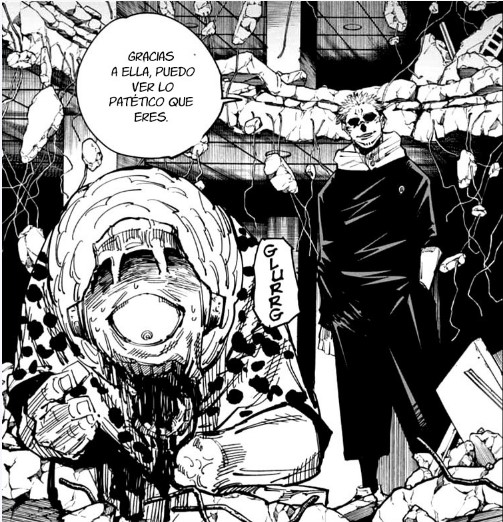 GRACIAS
A ELLA, PUEDO
VER LO
PATÉTICO QUE
ERES.
GLURRG